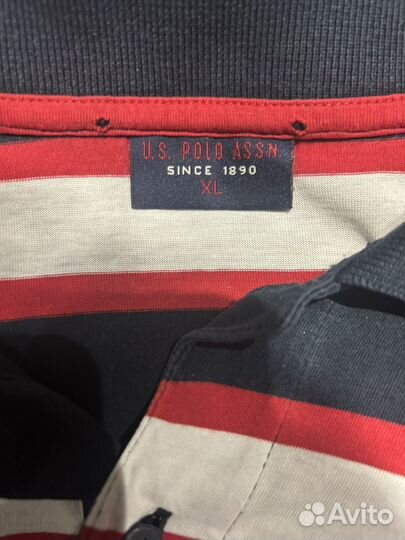 U.S. POLO ASSN.
SINCE 1890
XL
Avito